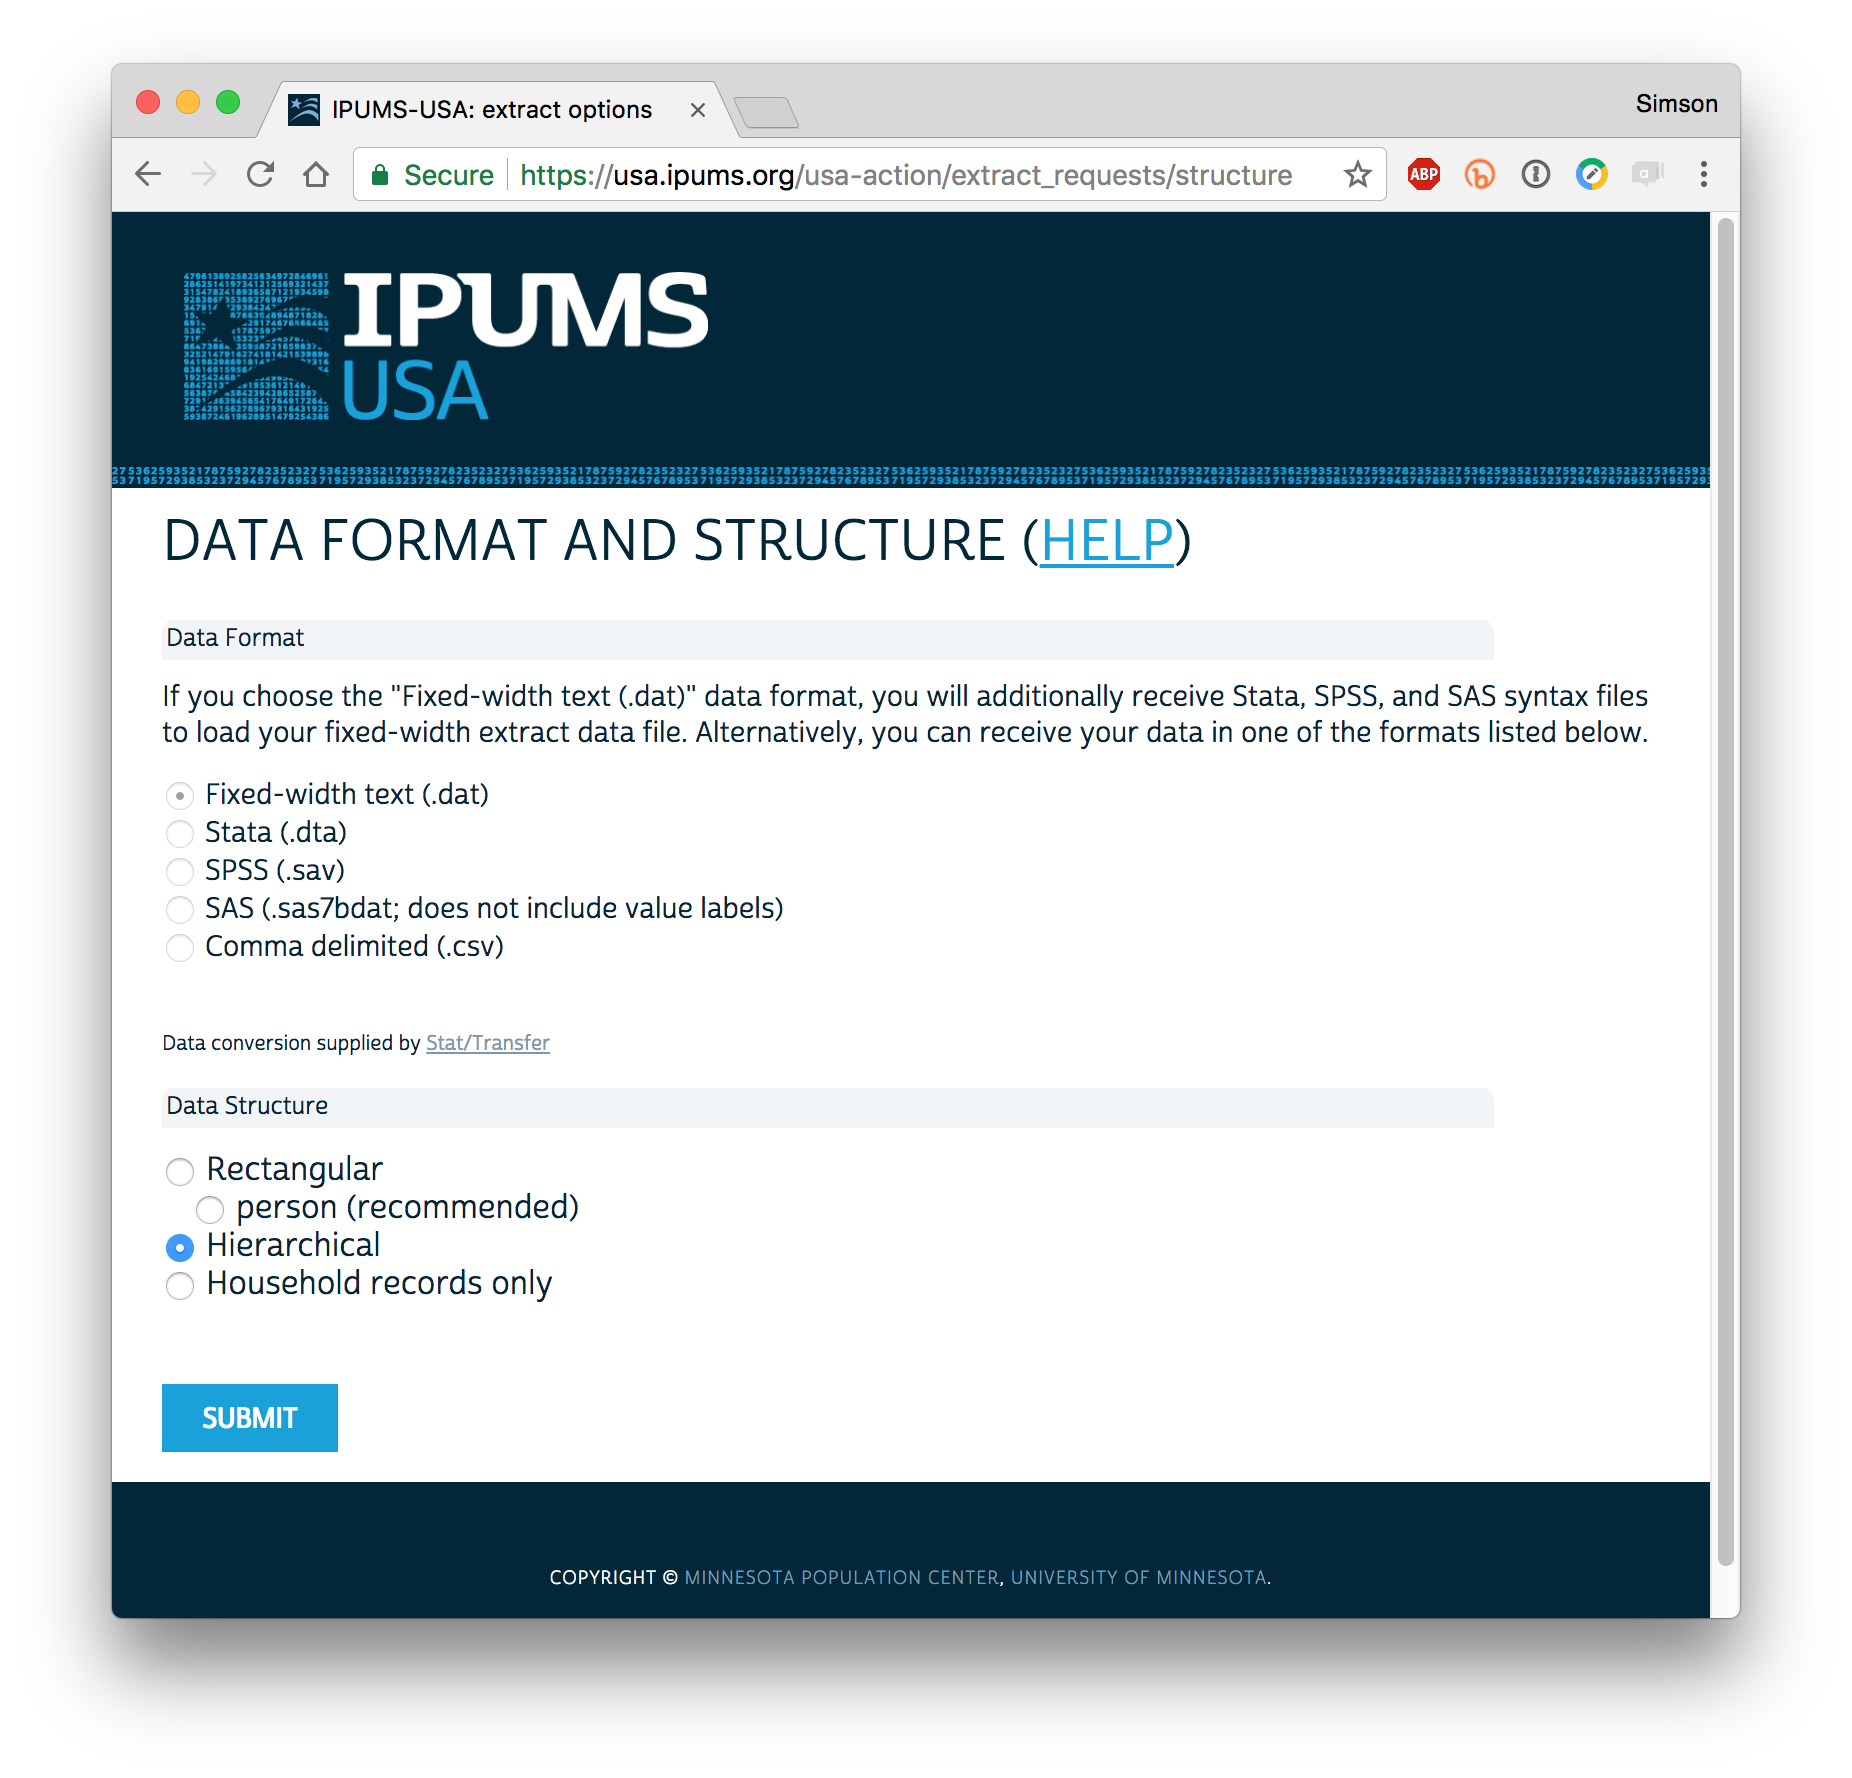 IPUMS-USA: extract options
Simson
Secure https://usa.ipums.org/usa-action/extract_requests/structure
ABP
IPUMS
USA
DATA FORMAT AND STRUCTURE (HELP)
Data Format
If you choose the "Fixed-width text (.dat)" data format, you will additionally receive Stata, SPSS, and SAS syntax files
to load your fixed-width extract data file. Alternatively, you can receive your data in one of the formats listed below.
Fixed-width text (.dat)
Stata (.dta)
SPSS (.sav)
SAS (.sas7bdat; does not include value labels)
Comma delimited (.csv)
Data conversion supplied by Stat/Transfer
Data Structure
Rectangular
person (recommended)
Hierarchical
Household records only
SUBMIT
COPYRIGHT © MINNESOTA POPULATION CENTER, UNIVERSITY OF MINNESOTA.